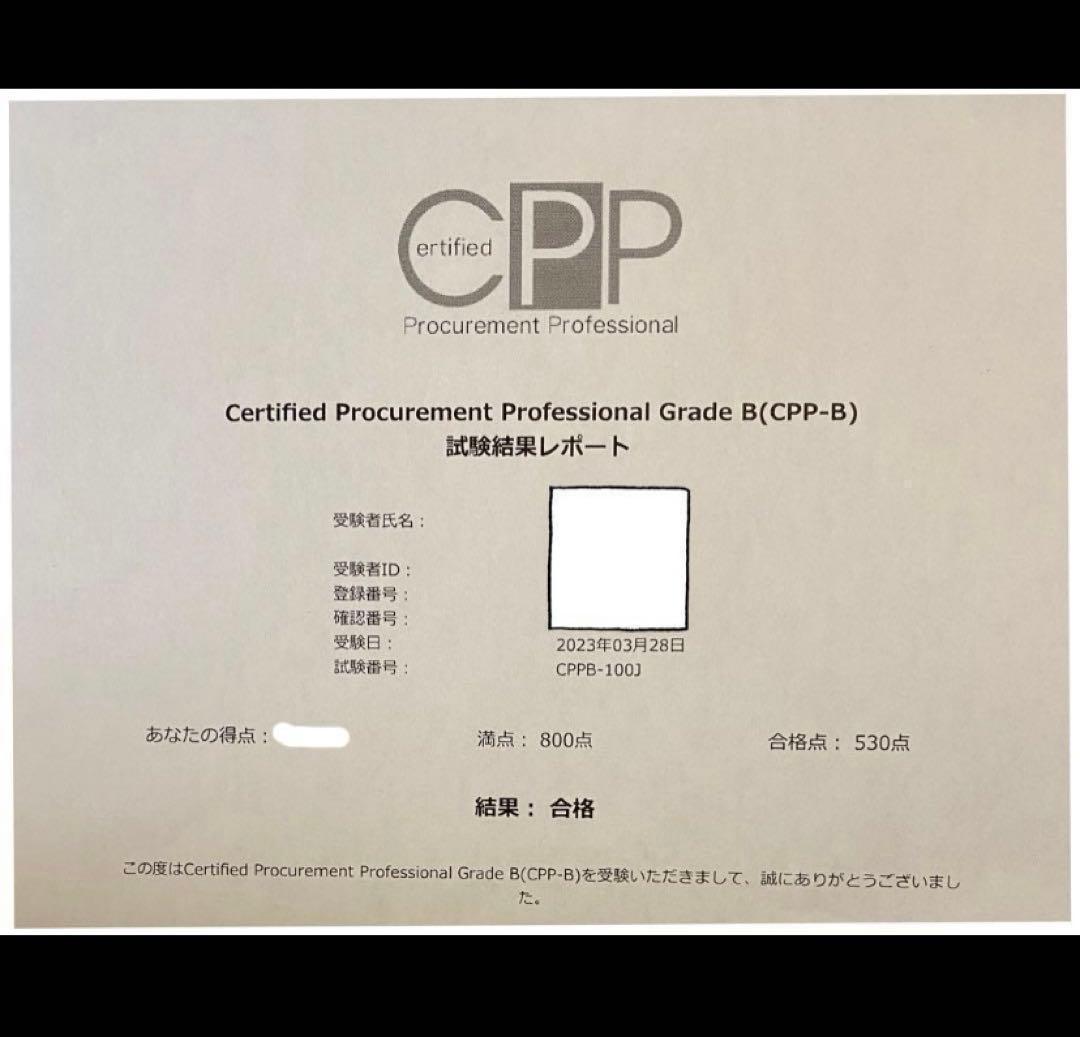 Certified PP
Procurement Professional
Certified Procurement Professional Grade B(CPP-B)
試験結果レポート
受験者氏名：
受験者ID：
登録番号：
確認番号：
受験日： 2023年03月28日
試験番号： CPPB-100J
あなたの得点： 満点： 800点 合格点： 530点
結果： 合格
この度はCertified Procurement Professional Grade B(CPP-B)を受験いただきまして、誠にありがとうございまし
た。